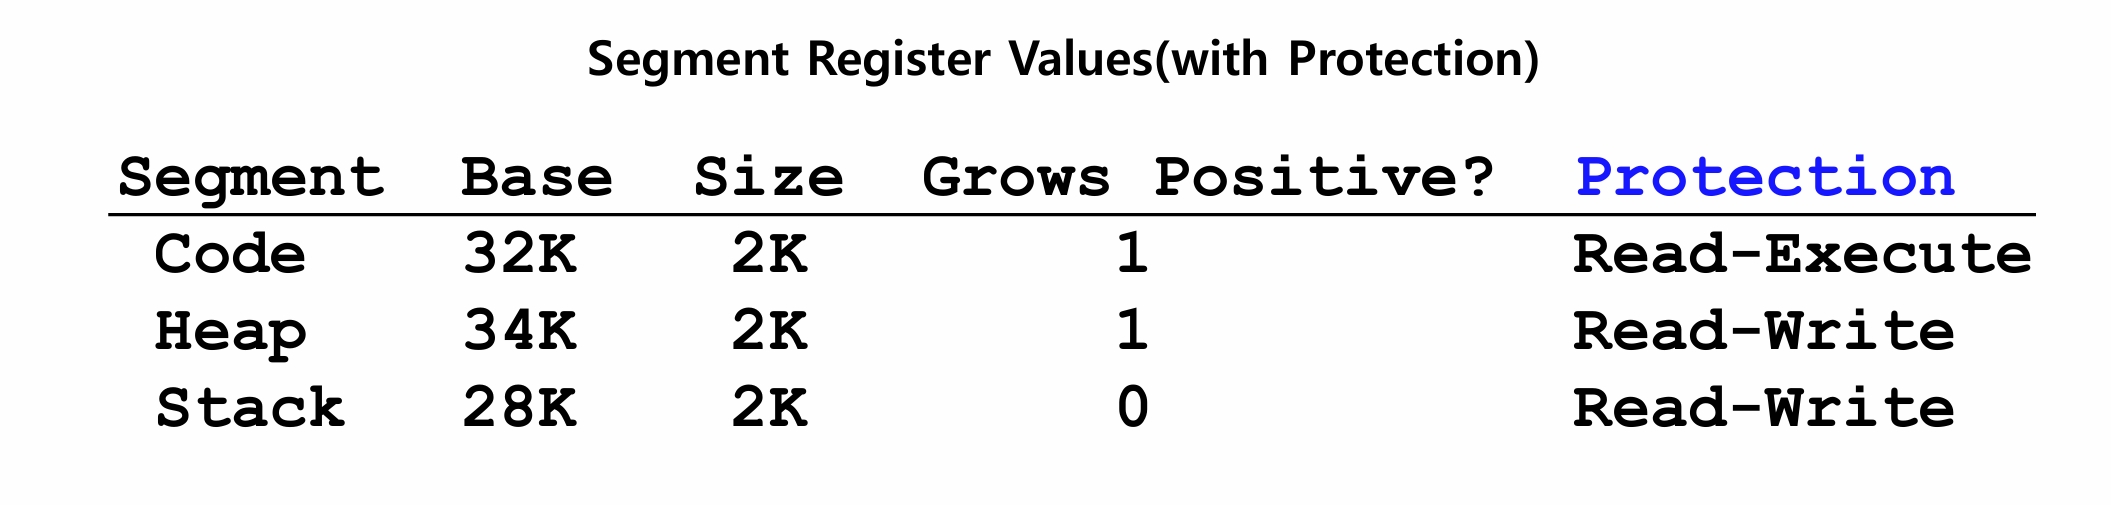 Segment Register Values(with Protection)
Segment Base Size Grows Positive? Protection
Code 32K 2K 1 Read-Execute
Heap 34K 2K 1 Read-Write
Stack 28K 2K 0 Read-Write